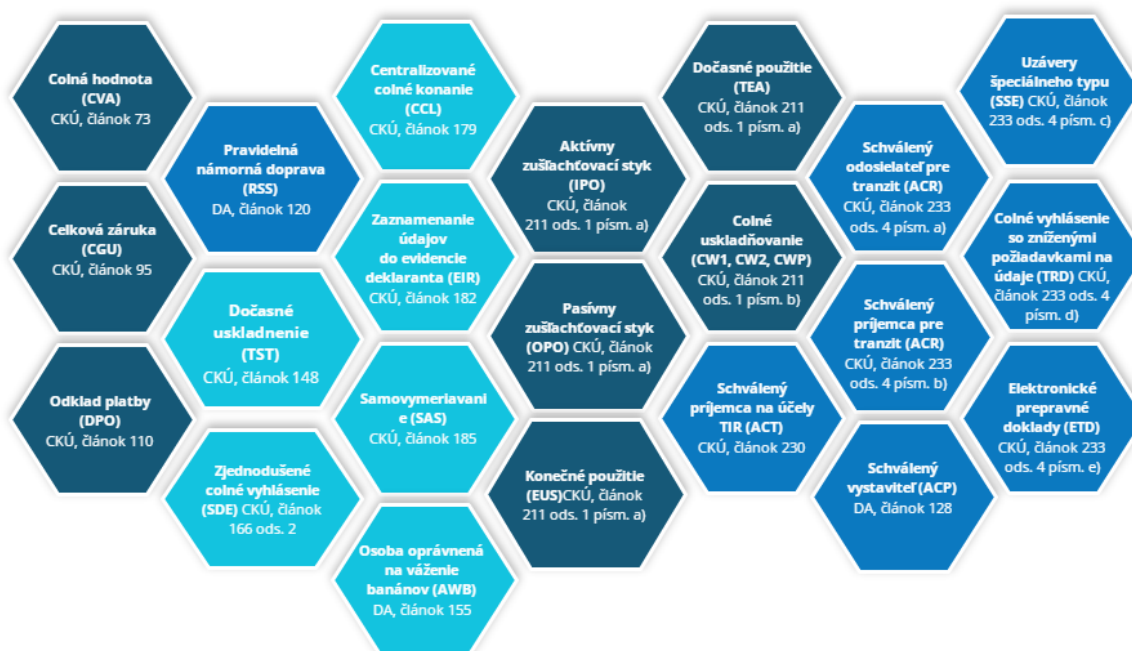 Colná hodnota
(CVA)
CKÚ, článok 73
Celková záruka
(CGU)
CKÚ, článok 95
Odklad platby
(DPO)
CKÚ, článok 110
Pravidelná
námorná doprava
(RSS)
DA, článok 120
Dočasné
uskladnenie
(TST)
CKÚ, článok 148
Zjednodušené
colné vyhlásenie
(SDE) CKÚ, článok
166 ods. 2
Centralizované
colné konanie
(CCL)
CKÚ, článok 179
Zaznamenanie
údajov
do evidencie
deklaranta (EIR)
CKÚ, článok 182
Samovymeriavani
e (SAS)
CKÚ, článok 185
Osoba oprávnená
na váženie
banánov (AWB)
DA, článok 155
Aktívny
zušľachťovací styk
(IPO)
CKÚ, článok
211 ods. 1 písm. a)
Pasívny
zušľachťovací styk
(OPO) CKÚ, článok
211 ods. 1 písm. a)
Konečné použitie
(EUS)CKÚ, článok
211 ods. 1 písm. a)
Dočasné použitie
(TEA)
CKÚ, článok 211
ods. 1 písm. a)
Colné
uskladňovanie
(CW1, CW2, CWP)
CKÚ, článok 211
ods. 1 písm. b)
Schválený
príjemca na účely
TIR (ACT)
CKÚ, článok 230
Schválený
odosielateľ pre
tranzit (ACR)
CKÚ, článok 233
ods. 4 písm. a)
Schválený
príjemca pre
tranzit (ACR)
CKÚ, článok 233
ods. 4 písm. b)
Schválený
vystaviteľ (ACP)
DA, článok 128
Uzávery
špeciálneho typu
(SSE) CKÚ, článok
233 ods. 4 písm. c)
Colné vyhlásenie
so zníženými
požiadavkami na
údaje (TRD) CKÚ,
článok 233 ods. 4
písm. d)
Elektronické
prepravné
doklady (ETD)
CKÚ, článok 233
ods. 4 písm. e)